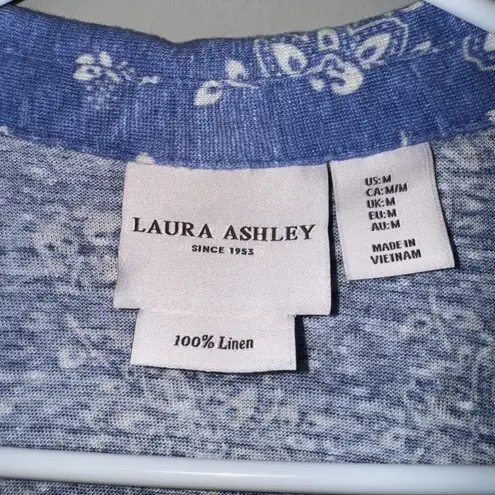 LAURA ASHLEY
SINCE 1953
100% Linen
US:M
CA:M/M
UK:M
EU:M
AU:M
MADE IN
VIETNAM